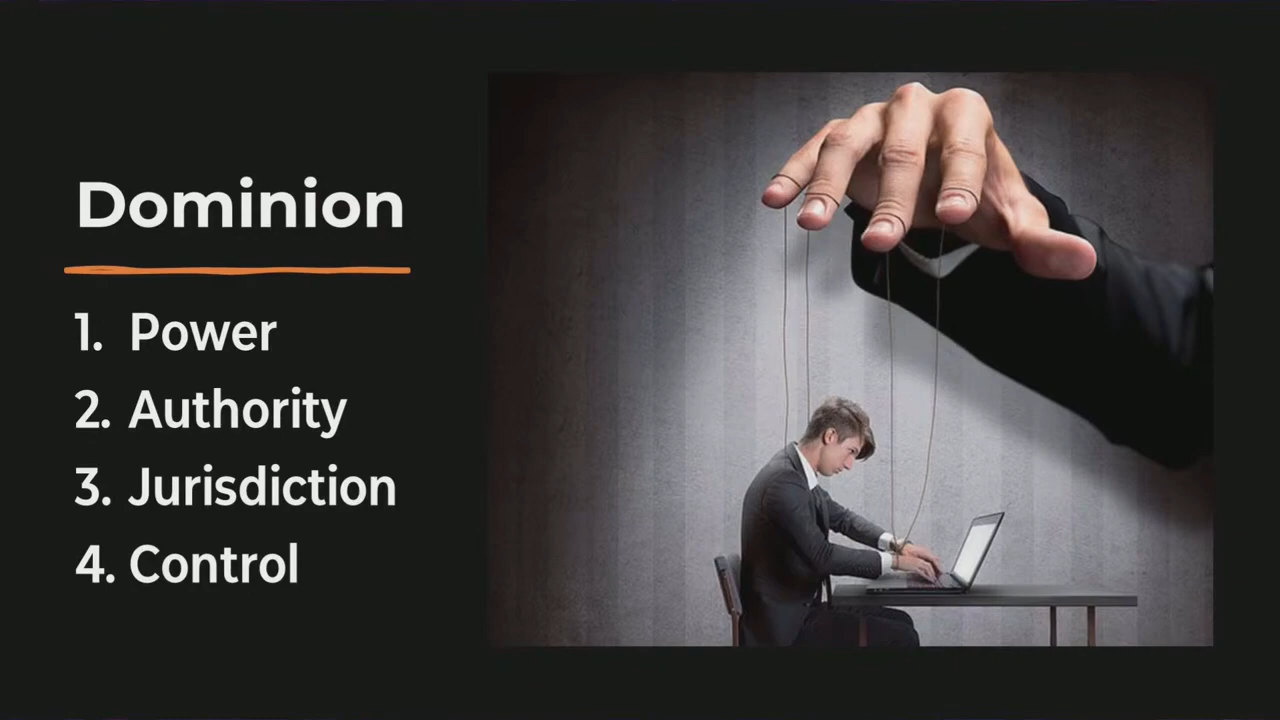 Dominion
1. Power
2. Authority
3. Jurisdiction
4. Control